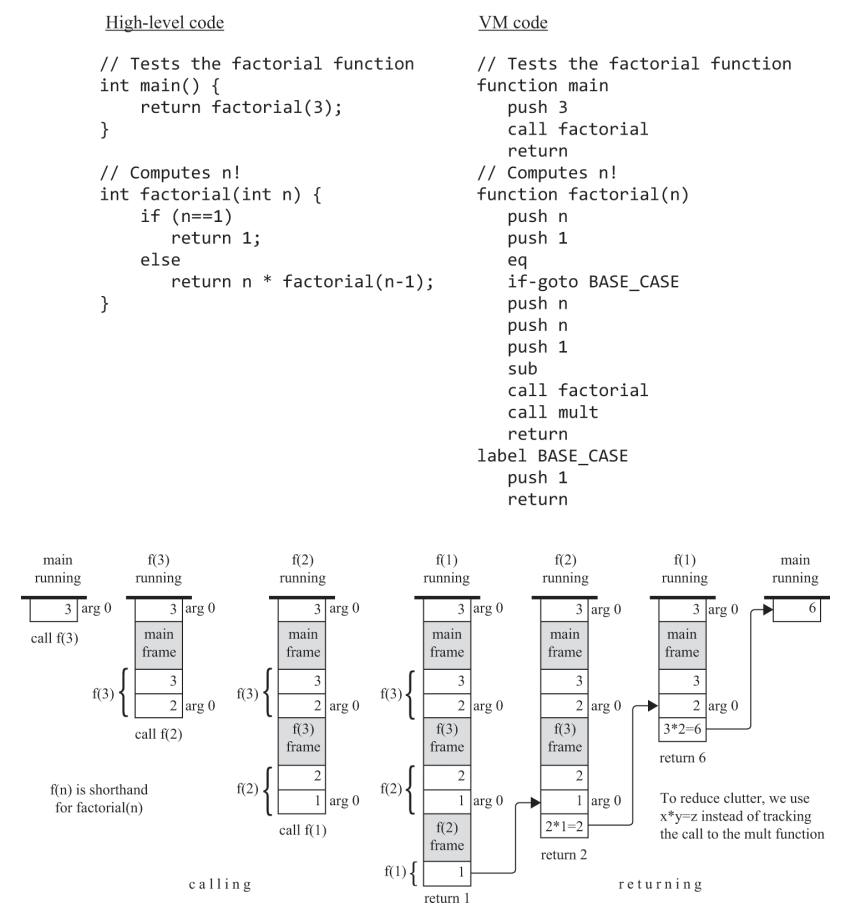 High-level code
// Tests the factorial function
int main() {
    return factorial(3);
}
// Computes n!
int factorial(int n) {
    if (n==1)
       return 1;
    else
       return n * factorial(n-1);
}
VM code
// Tests the factorial function
function main
   push 3
   call factorial
   return
// Computes n!
function factorial(n)
   push n
   push 1
   eq
   if-goto BASE_CASE
   push n
   push n
   push 1
   sub
   call factorial
   call mult
   return
label BASE_CASE
   push 1
   return
main
running
3 arg 0
call f(3)
f(3)
running
3 arg 0
main
frame
f(3)
3
2 arg 0
call f(2)
f(2)
running
3 arg 0
main
frame
f(3)
3
2 arg 0
f(3)
frame
f(2)
2
1 arg 0
call f(1)
f(1)
running
3 arg 0
main
frame
f(3)
3
2 arg 0
f(3)
frame
f(2)
2
1 arg 0
f(2)
frame
f(1)
1
return 1
f(2)
running
3 arg 0
main
frame
3
2 arg 0
f(3)
frame
2
1 arg 0
2*1=2
return 2
f(1)
running
3 arg 0
main
frame
3
2 arg 0
3*2=6
return 6
main
running
6
f(n) is shorthand
for factorial(n)
To reduce clutter, we use
x*y=z instead of tracking
the call to the mult function
calling
returning